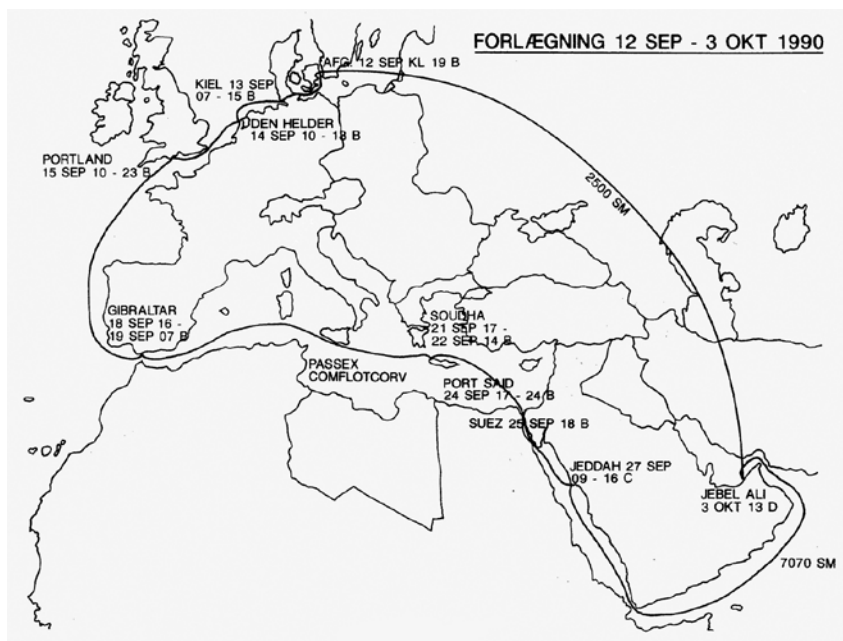 FORLÆGNING 12 SEP - 3 OKT 1990
AFG. 12 SEP KL 19 B
KIEL 13 SEP
07 - 15 B
DEN HELDER
14 SEP 10 - 18 B
PORTLAND
15 SEP 10 - 23 B
2500 SM
GIBRALTAR
18 SEP 16 -
19 SEP 07 B
SOUDHA
21 SEP 17 -
22 SEP 14 B
PASSEX
COMFLOTCORV
PORT SAID
24 SEP 17 - 24 B
SUEZ 25 SEP 18 B
JEDDAH 27 SEP
09 - 16 C
JEBEL ALI
3 OKT 13 D
7070 SM